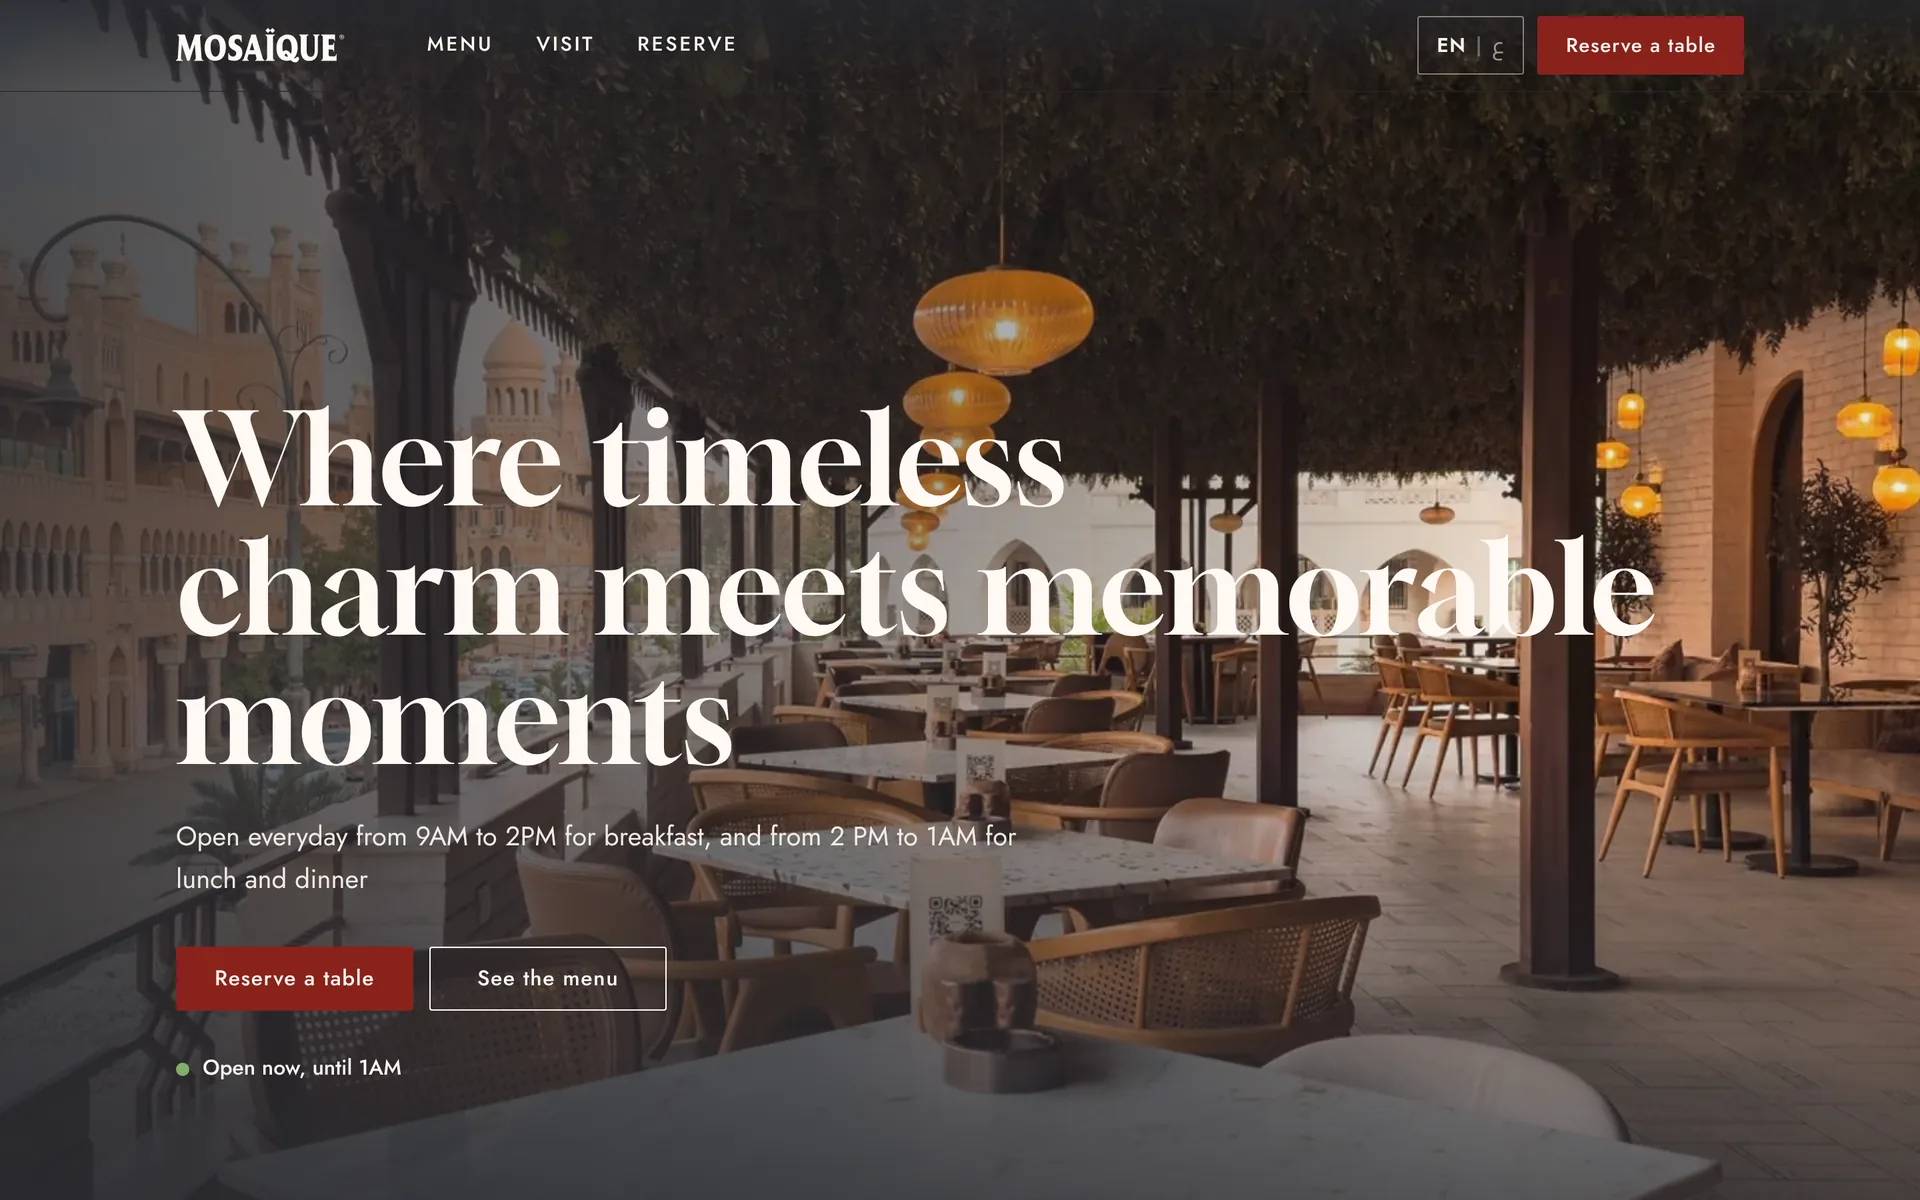 MOSAÏQUE®
MENU
VISIT
RESERVE
EN | ع
Reserve a table
Where timeless
charm meets memorable
moments
Open everyday from 9AM to 2PM for breakfast, and from 2 PM to 1AM for
lunch and dinner
Reserve a table
See the menu
Open now, until 1AM